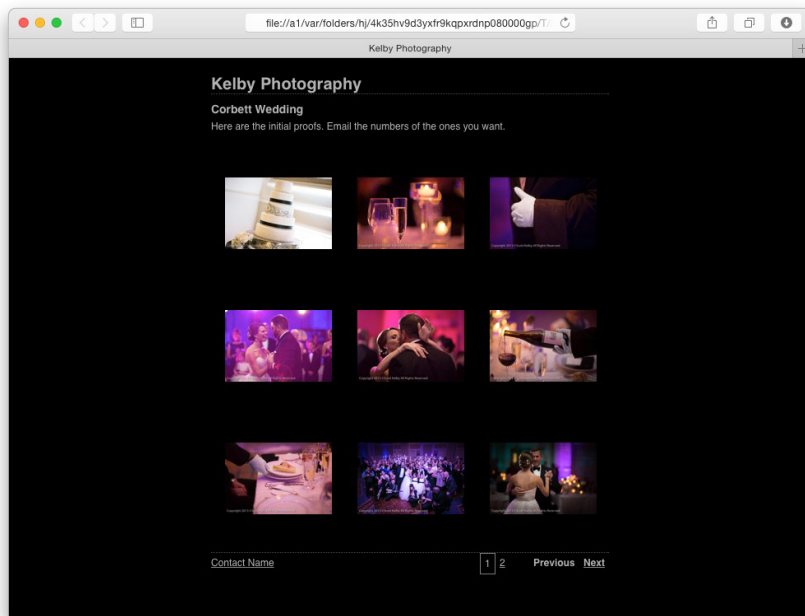 file://a1/var/folders/hj/4k35hv9d3yxfr9kqpxrdnp080000gp/T/
Kelby Photography
Kelby Photography
Corbett Wedding
Here are the initial proofs. Email the numbers of the ones you want.
Contact Name 1 2 Previous Next